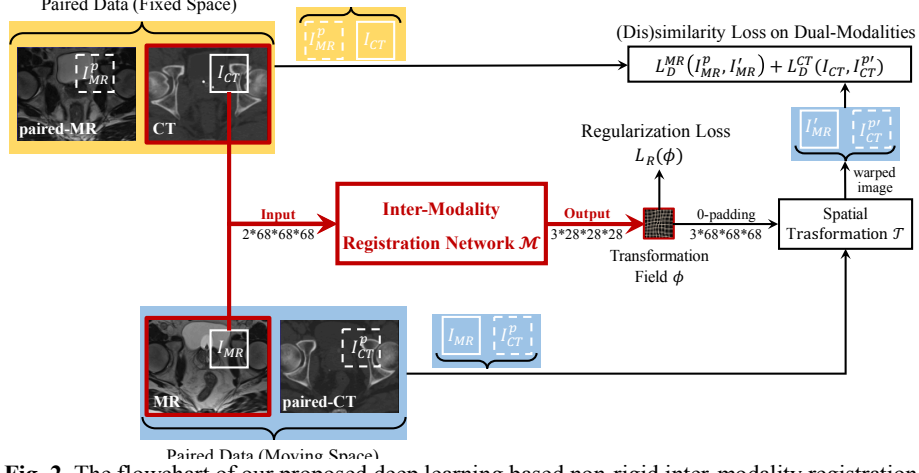 Paired Data (Fixed Space)
I^p_MR
I_CT
(Dis)similarity Loss on Dual-Modalities
L_D^MR(I^p_MR, I'_MR) + L_D^CT(I_CT, I^p'_CT)
I^p_MR
I_CT
paired-MR
CT
I'_MR
I^p'_CT
Regularization Loss
L_R(ϕ)
warped
image
Input
2*68*68*68
Inter-Modality
Registration Network ℳ
Output
3*28*28*28
0-padding
3*68*68*68
Spatial
Trasformation 𝒯
Transformation
Field ϕ
I_MR
I^p_CT
MR
paired-CT
I_MR
I^p_CT
Paired Data (Moving Space)
Fig. 2. The flowchart of our proposed deep learning based non-rigid inter-modality registration